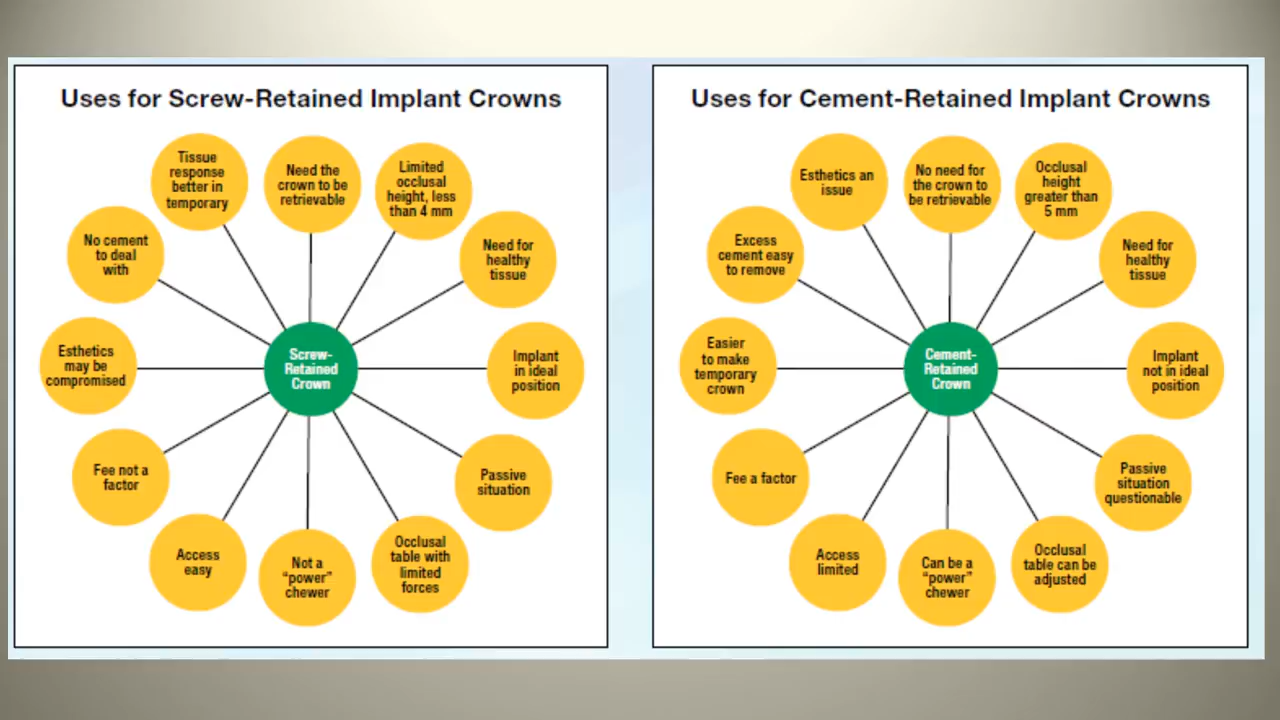 Uses for Screw-Retained Implant Crowns
Tissue
response
better in
temporary
Need the
crown to be
retrievable
Limited
occlusal
height, less
than 4 mm
Need for
healthy
tissue
Implant
in ideal
position
Passive
situation
Occlusal
table with
limited
forces
Not a
“power”
chewer
Access
easy
Fee not a
factor
Esthetics
may be
compromised
No cement
to deal
with
Screw-
Retained
Crown
Uses for Cement-Retained Implant Crowns
Esthetics an
issue
No need for
the crown to
be retrievable
Occlusal
height
greater than
5 mm
Need for
healthy
tissue
Implant
not in ideal
position
Passive
situation
questionable
Occlusal
table can be
adjusted
Can be a
“power”
chewer
Access
limited
Fee a factor
Easier
to make
temporary
crown
Excess
cement easy
to remove
Cement-
Retained
Crown